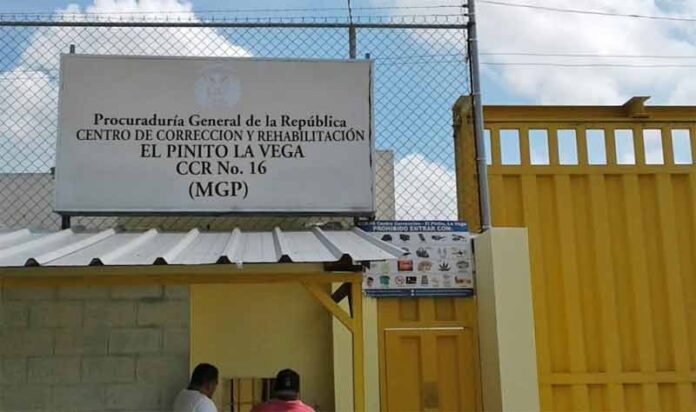 Procuraduría General de la República
CENTRO DE CORRECCION Y REHABILITACIÓN
EL PINITO LA VEGA
CCR No. 16
(MGP)
PROHIBIDO ENTRAR CON: